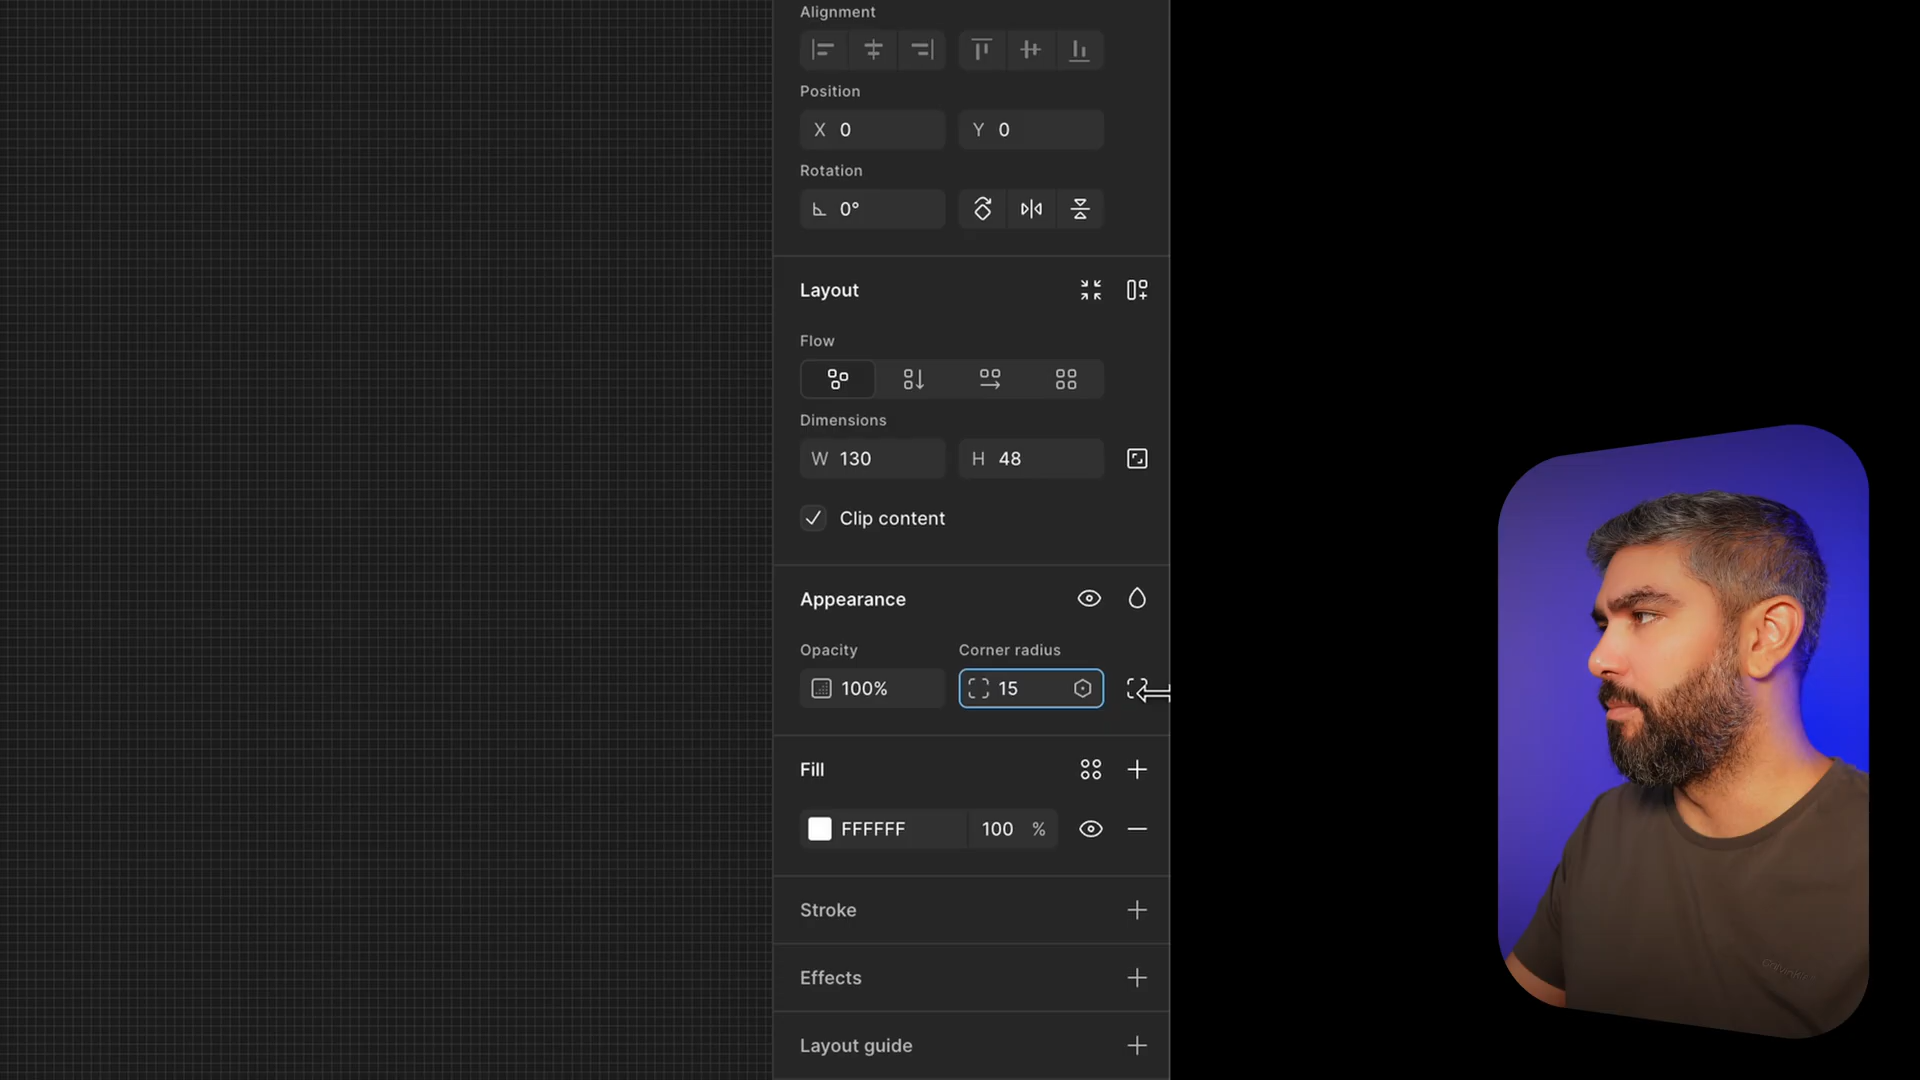 Alignment
Position
X 0 Y 0
Rotation
0°
Layout
Flow
Dimensions
W 130 H 48
Clip content
Appearance
Opacity Corner radius
100% 15
Fill
FFFFFF 100 %
Stroke
Effects
Layout guide